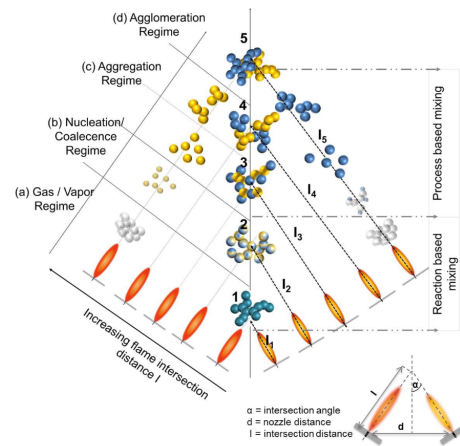 (d) Agglomeration
Regime
(c) Aggregation
Regime
(b) Nucleation/
Coalecence
Regime
(a) Gas / Vapor
Regime
5
4
3
2
1
l₅
l₄
l₃
l₂
l₁
Process based mixing
Reaction based
mixing
Increasing flame intersection
distance l
α = intersection angle
d = nozzle distance
l = intersection distance
l
α
d